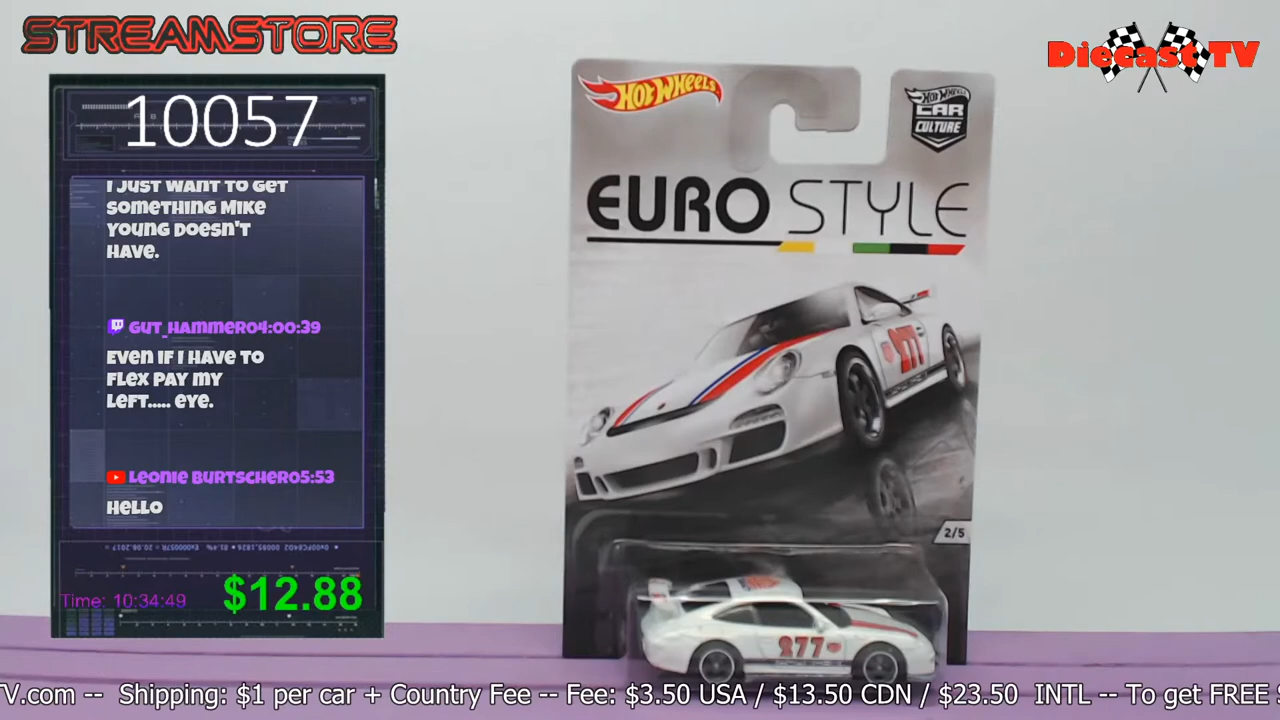 STREAMSTORE
10057
I just want to get
something Mike
Young doesn't
have.
Gut_Hammer04:00:39
Even if I have to
flex pay my
left..... eye.
Leonie Burtscher05:53
Hello
Time: 10:34:49
$12.88
Diecast TV
HOT WHEELS
HOT WHEELS
CAR
CULTURE
EURO STYLE
277
2/5
277
TV.com -- Shipping: $1 per car + Country Fee -- Fee: $3.50 USA / $13.50 CDN / $23.50 INTL -- To get FREE